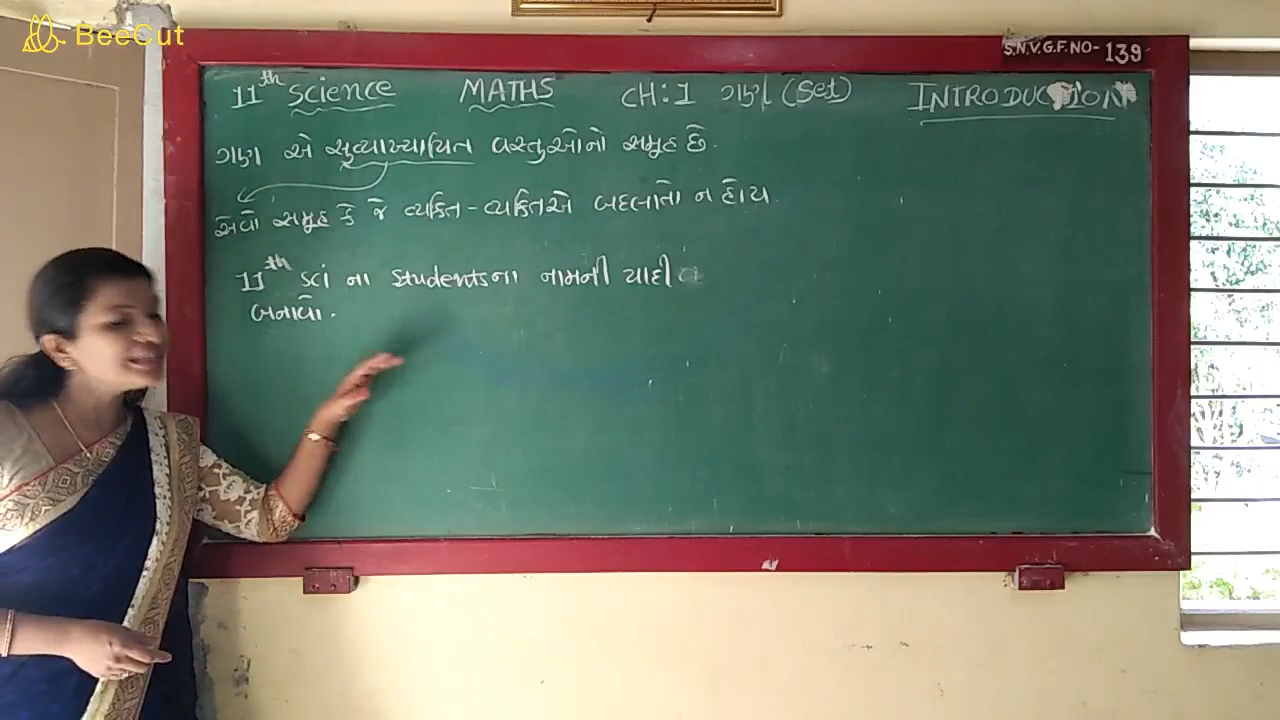 BeeCut
S.N.V.G.F.NO-139
11th Science MATHS CH:1 ગણ (Set) INTRODUCTION
ગણ એ સુવ્યાખ્યાયિત વસ્તુઓનો સમૂહ છે.
એવો સમૂહ કે જે વ્યક્તિ-વ્યક્તિએ બદલાતો ન હોય
11th Sci ના Studentsના નામની યાદી
બનાવો.